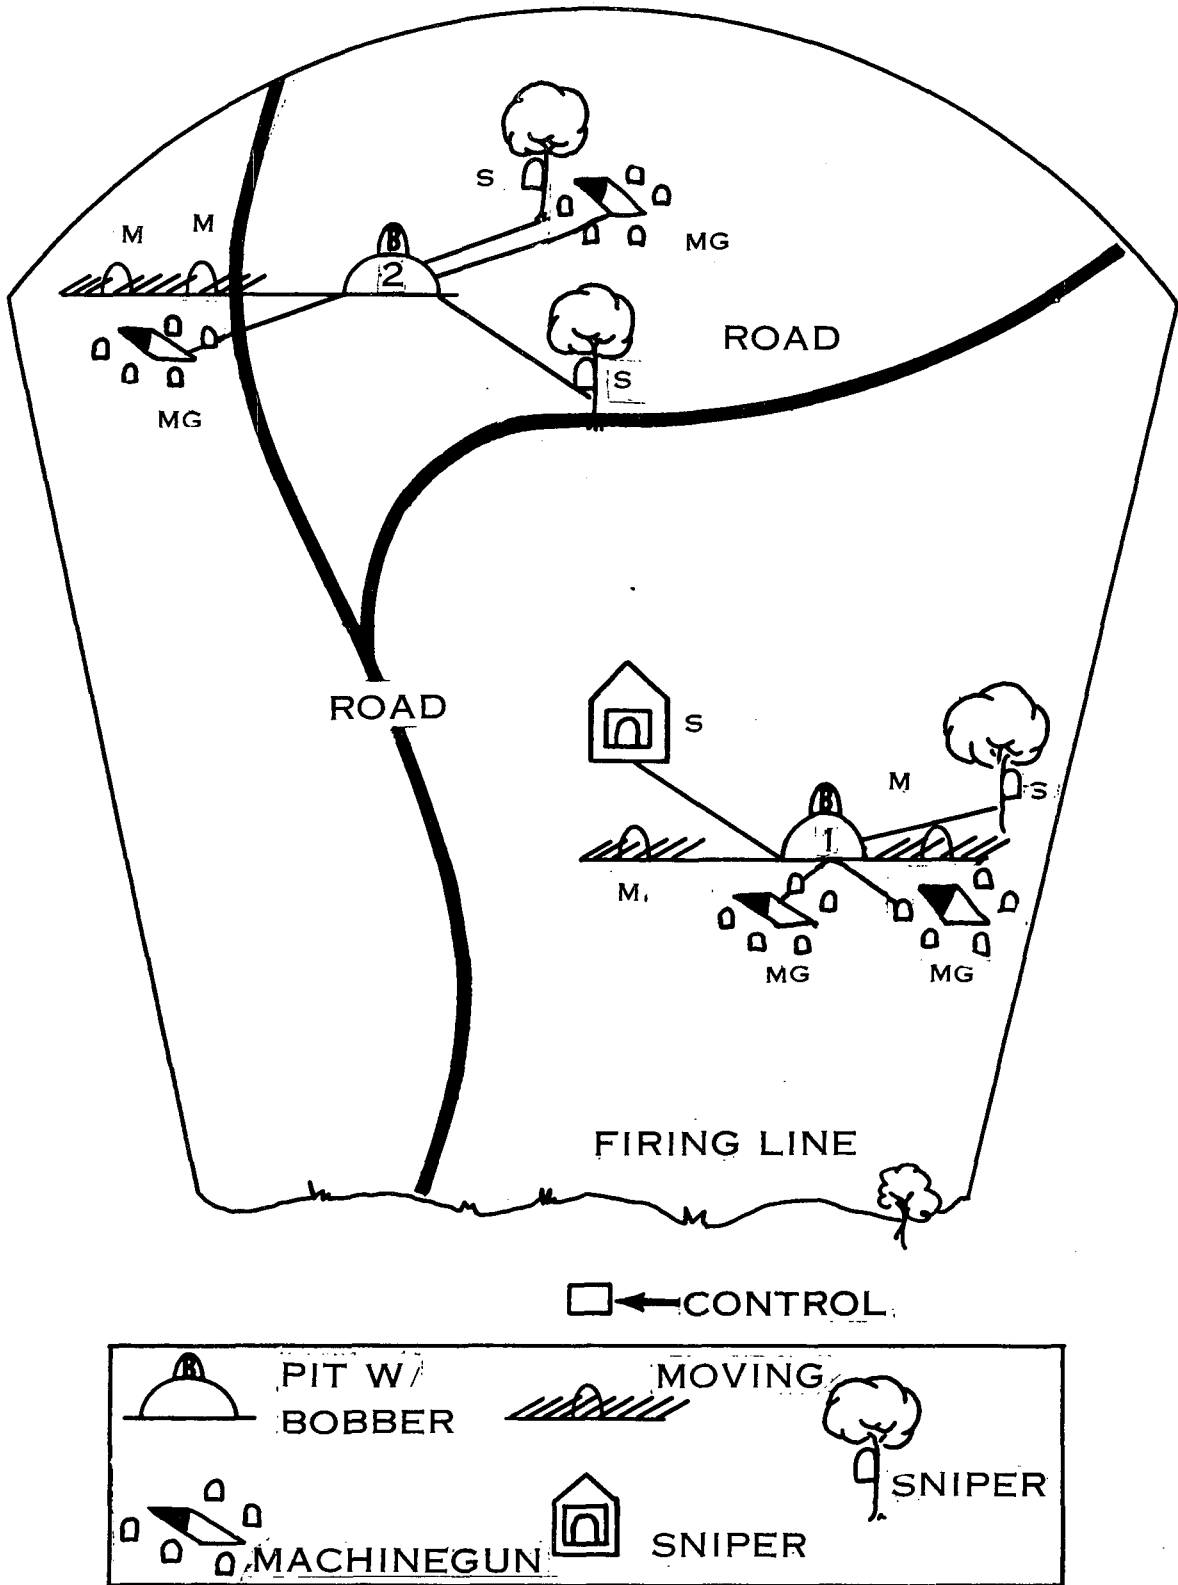 S
MG
M M
B
2
ROAD
S
MG
ROAD
S
M
S
B
1
M
MG MG
FIRING LINE
CONTROL
B
PIT W/
BOBBER
MOVING
SNIPER
MACHINEGUN
SNIPER